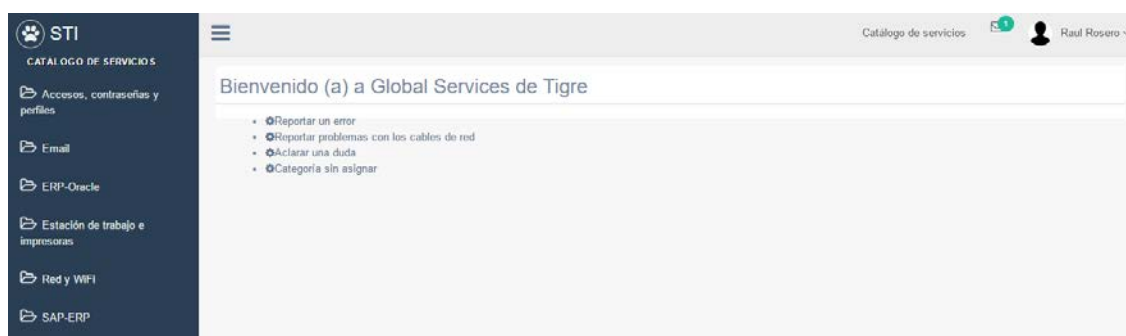 STI
CATALOGO DE SERVICIOS
Accesos, contraseñas y
perfiles
Email
ERP-Oracle
Estación de trabajo e
impresoras
Red y WiFi
SAP-ERP
Catálogo de servicios
1
Raul Rosero
Bienvenido (a) a Global Services de Tigre
Reportar un error
Reportar problemas con los cables de red
Aclarar una duda
Categoría sin asignar